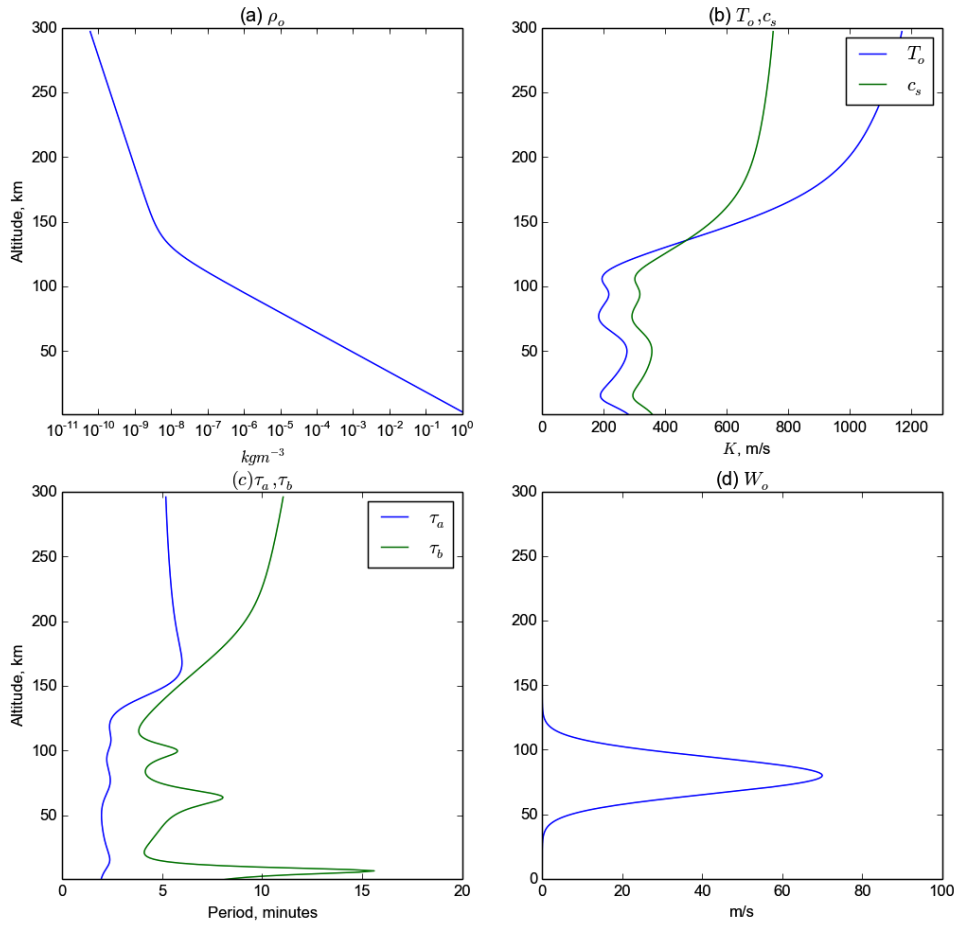 (a) ρₒ
300
250
200
150
100
50
Altitude, km
10⁻¹¹ 10⁻¹⁰ 10⁻⁹ 10⁻⁸ 10⁻⁷ 10⁻⁶ 10⁻⁵ 10⁻⁴ 10⁻³ 10⁻² 10⁻¹ 10⁰
kgm⁻³
(b) Tₒ,cₛ
300
250
200
150
100
50
Tₒ
cₛ
0 200 400 600 800 1000 1200
K, m/s
(c)τₐ,τ_b
300
250
200
150
100
50
0
Altitude, km
τₐ
τ_b
0 5 10 15 20
Period, minutes
(d) Wₒ
300
250
200
150
100
50
0
0 20 40 60 80 100
m/s